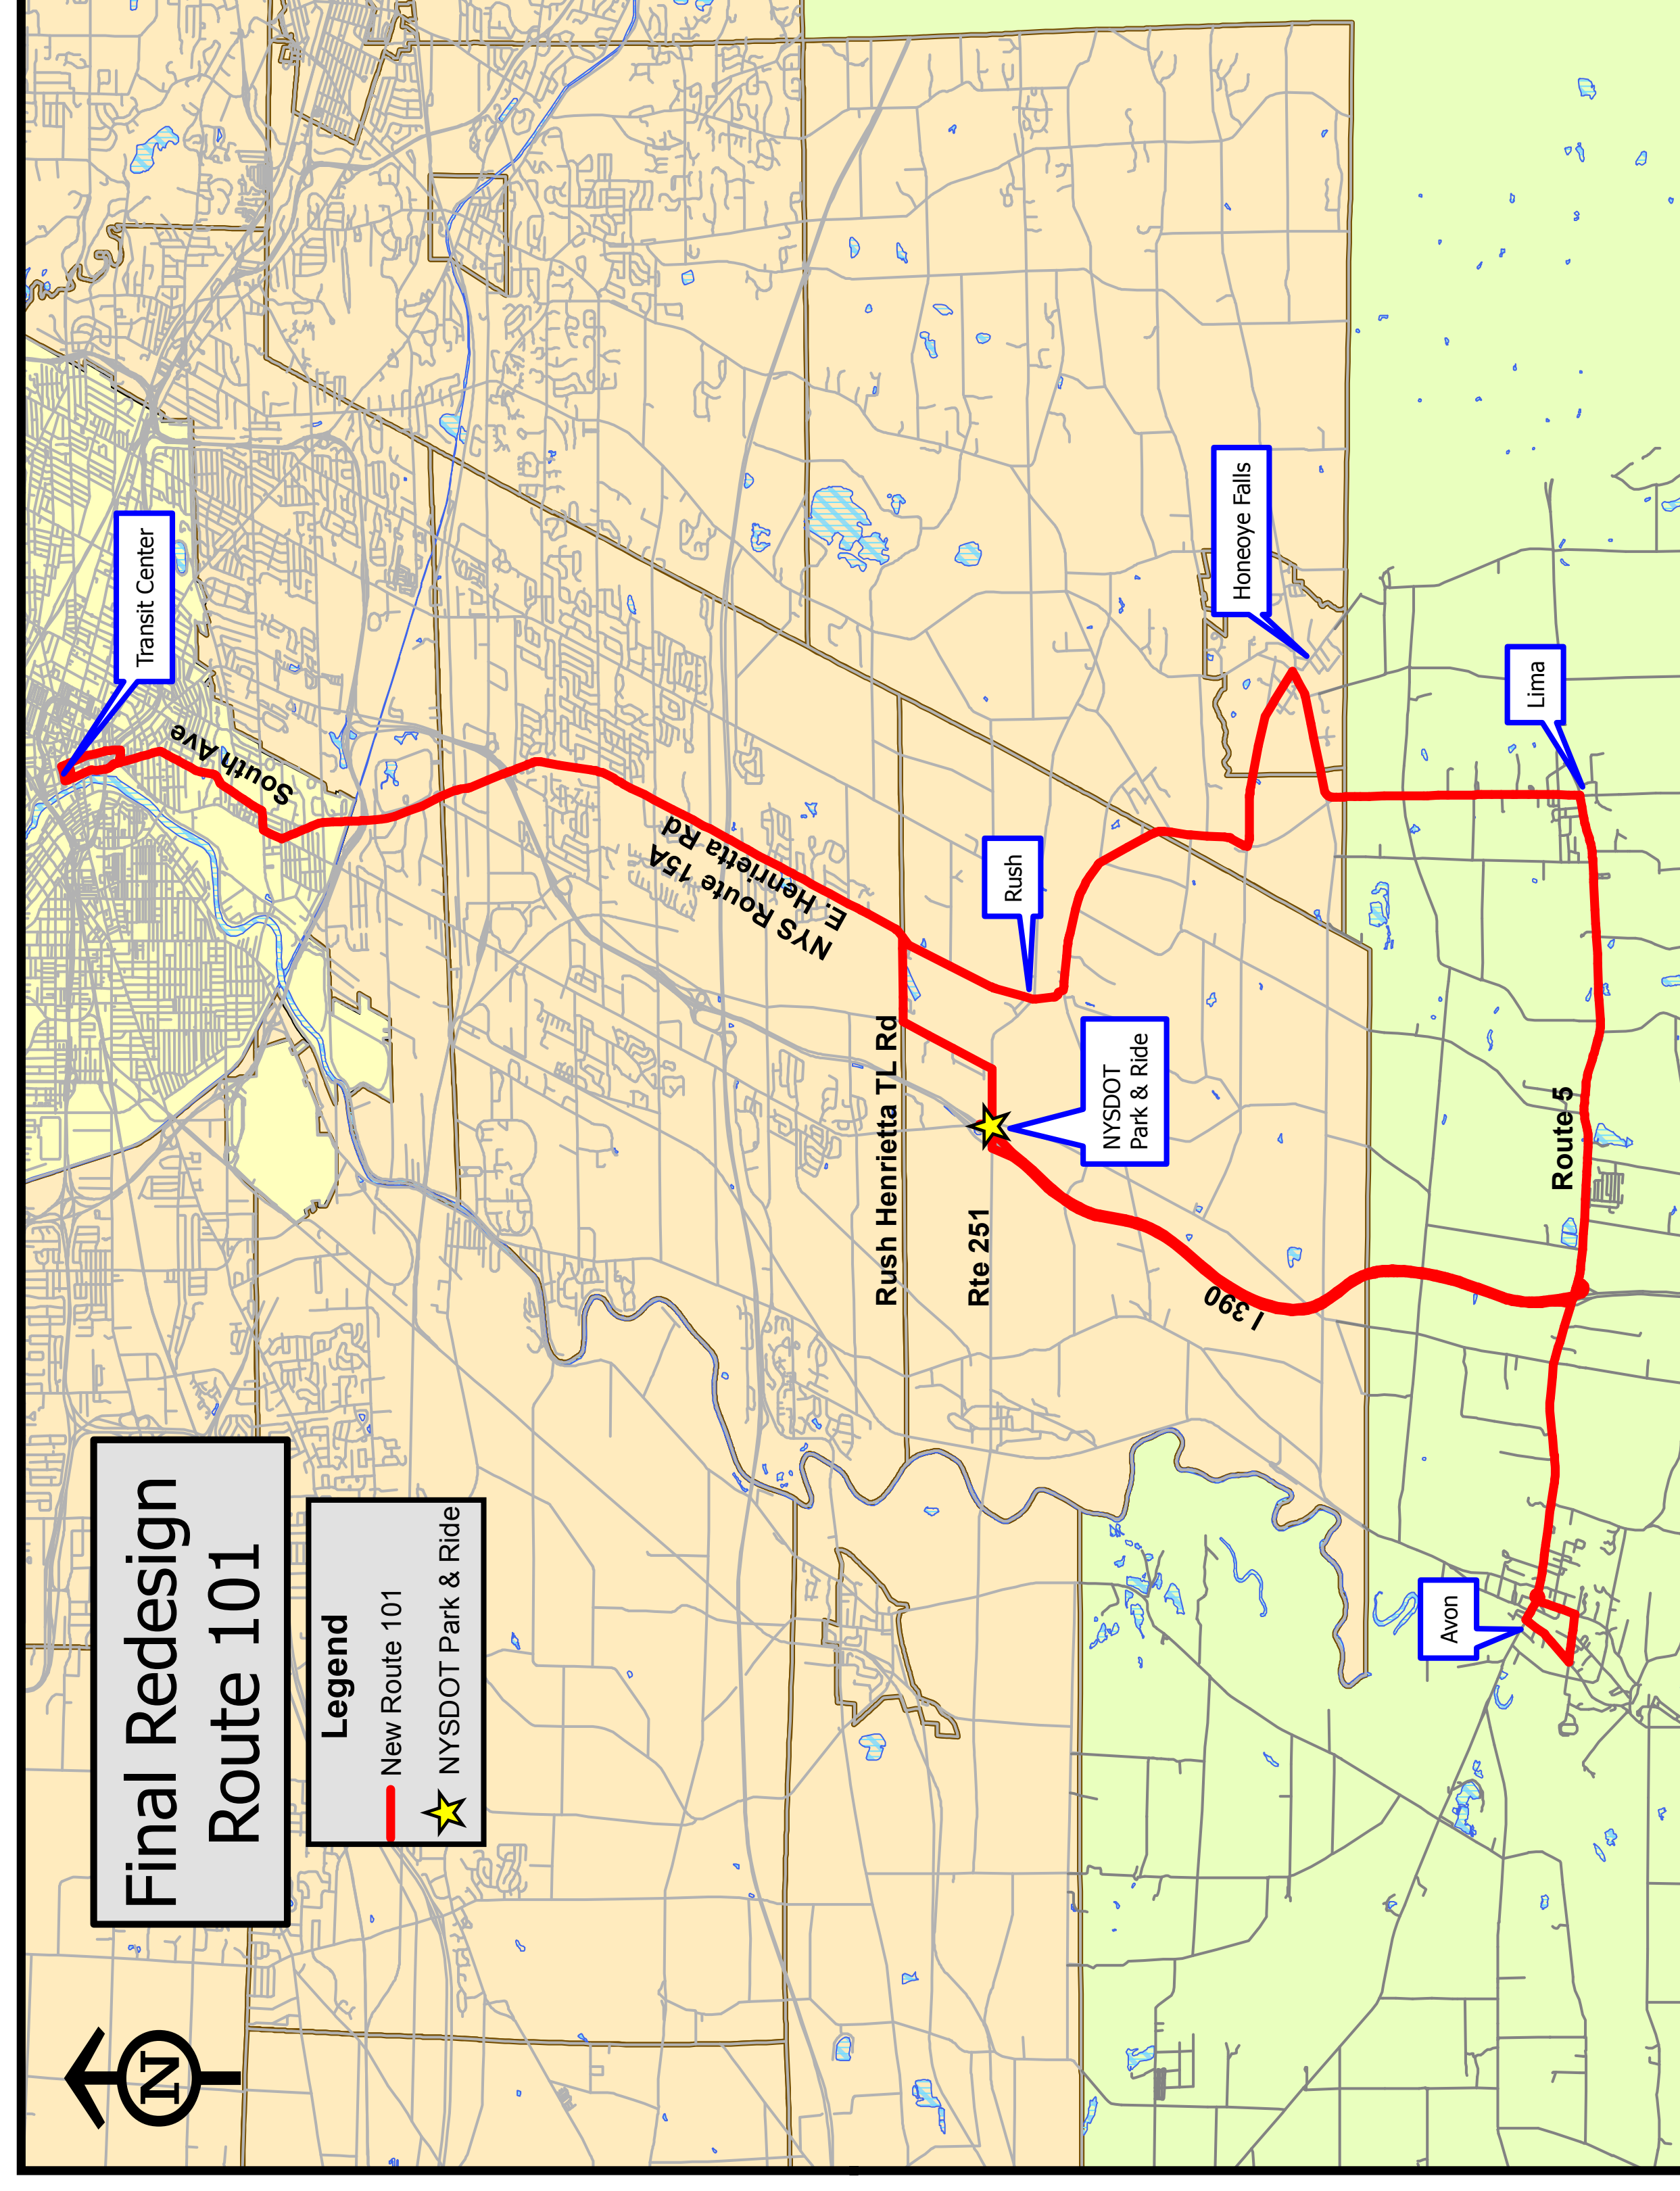 Final Redesign
Route 101
Legend
New Route 101
NYSDOT Park & Ride
N
Transit Center
South Ave
NYS Route 15A
E. Henrietta Rd
Rush Henrietta TL Rd
Rte 251
Rush
NYSDOT
Park & Ride
I 390
Honeoye Falls
Lima
Route 5
Avon